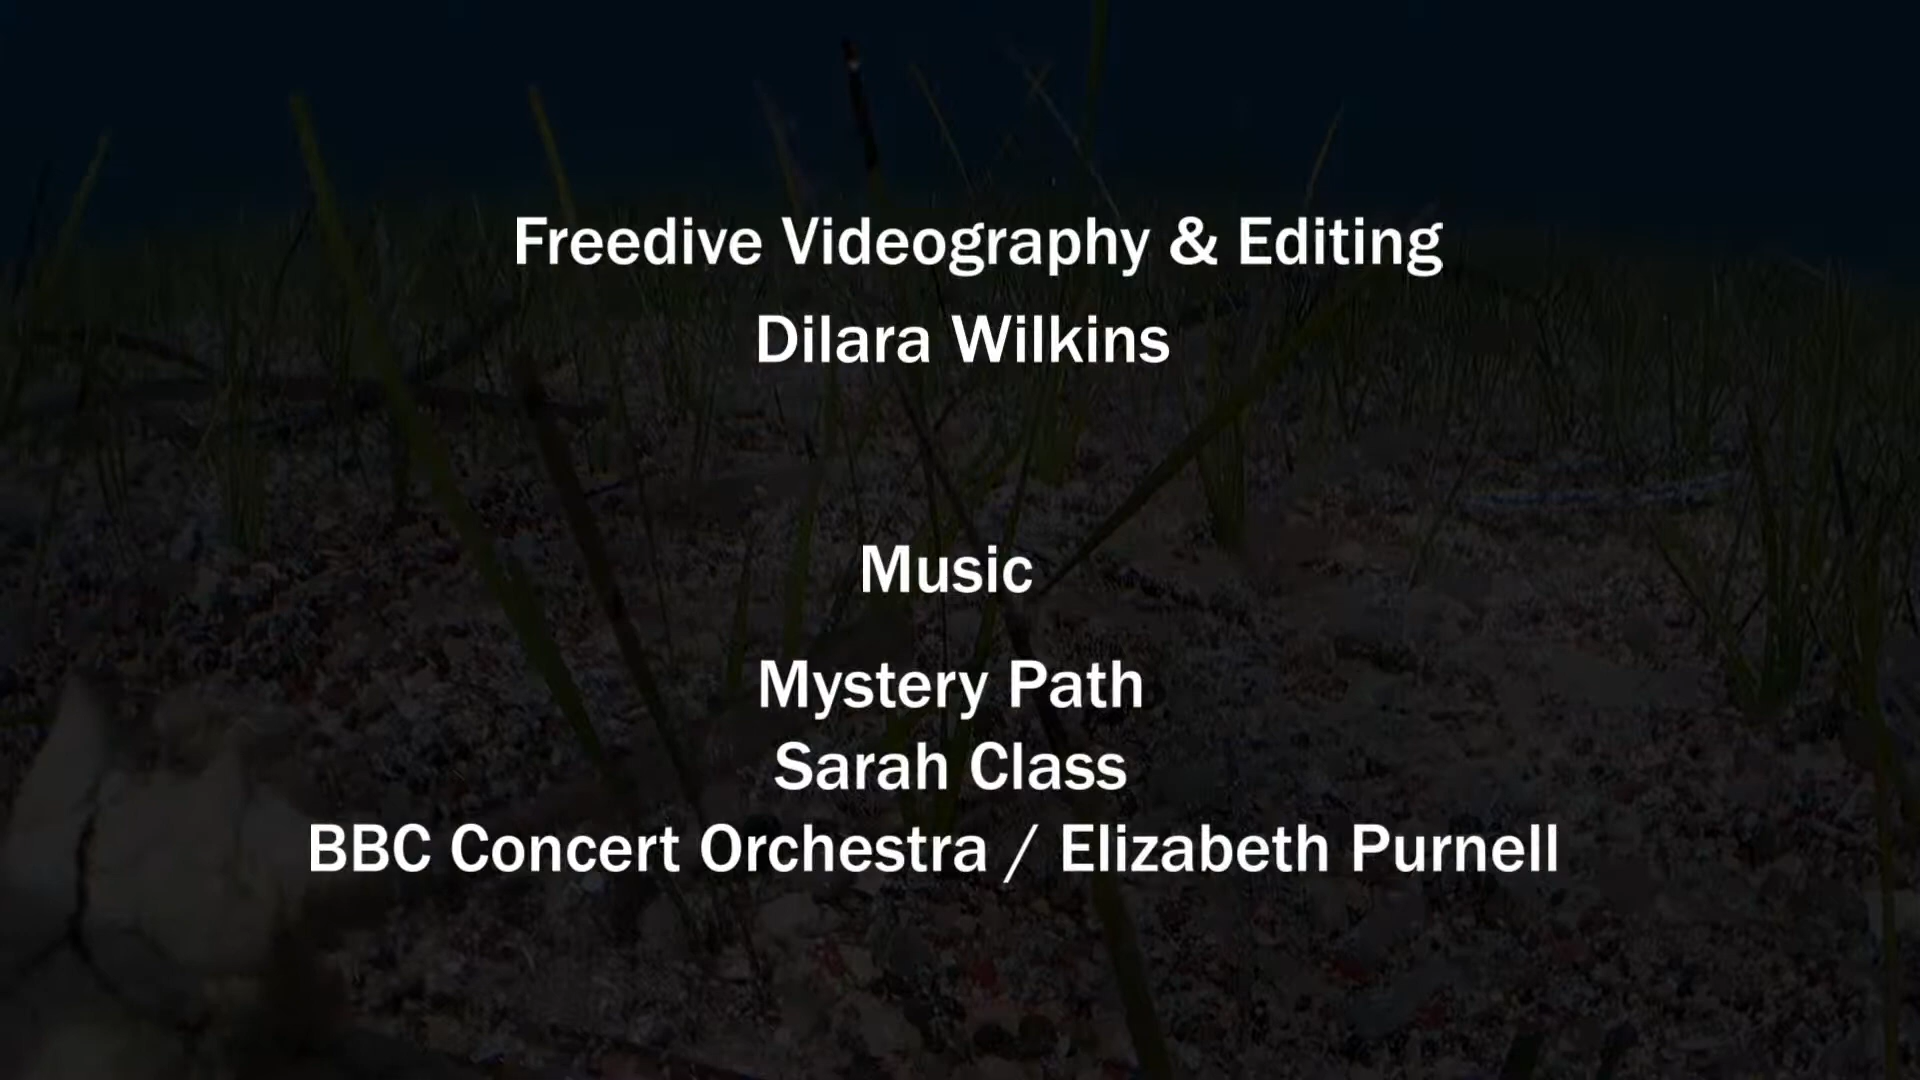 Freedive Videography & Editing
Dilara Wilkins
Music
Mystery Path
Sarah Class
BBC Concert Orchestra / Elizabeth Purnell